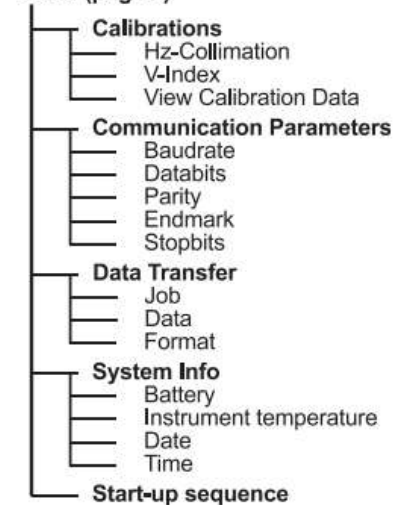 Calibrations
Hz-Collimation
V-Index
View Calibration Data
Communication Parameters
Baudrate
Databits
Parity
Endmark
Stopbits
Data Transfer
Job
Data
Format
System Info
Battery
Instrument temperature
Date
Time
Start-up sequence